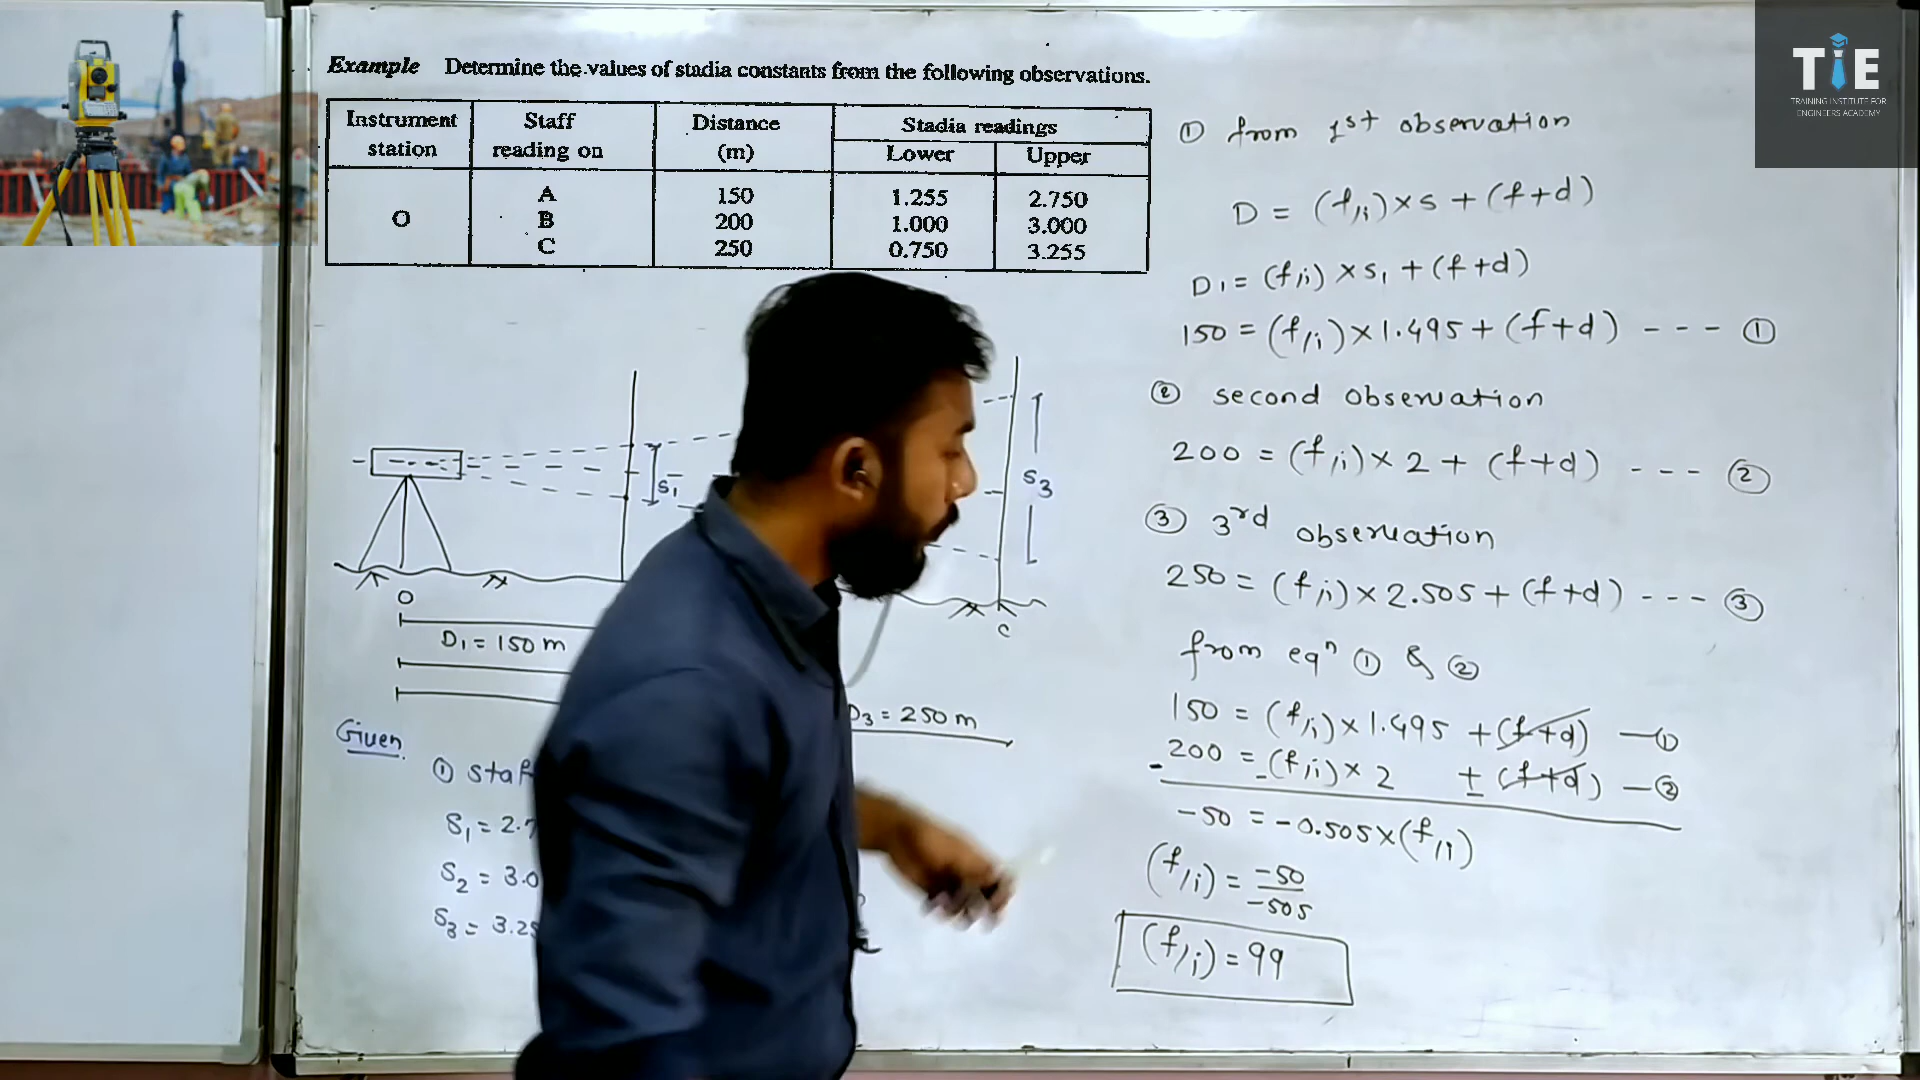 TIE
TRAINING INSTITUTE FOR
ENGINEERS ACADEMY
Example Determine the values of stadia constants from the following observations.
Instrument station Staff reading on Distance (m) Stadia readings
Lower Upper
O A 150 1.255 2.750
B 200 1.000 3.000
C 250 0.750 3.255
S₁
S₃
O
C
D₁ = 150 m
D₃ = 250 m
Given
① staf
S₁ = 2.7
S₂ = 3.0
S₃ = 3.25
① from 1st observation
D = (f/i) × s + (f+d)
D₁ = (f/i) × s₁ + (f+d)
150 = (f/i) × 1.495 + (f+d) --- ①
② second observation
200 = (f/i) × 2 + (f+d) --- ②
③ 3rd observation
250 = (f/i) × 2.505 + (f+d) --- ③
from eqn ① & ②
150 = (f/i) × 1.495 + (f+d) — ①
- 200 = -(f/i) × 2 ± (f+d) — ②
-50 = -0.505 × (f/i)
(f/i) = -50/-505
(f/i) = 99